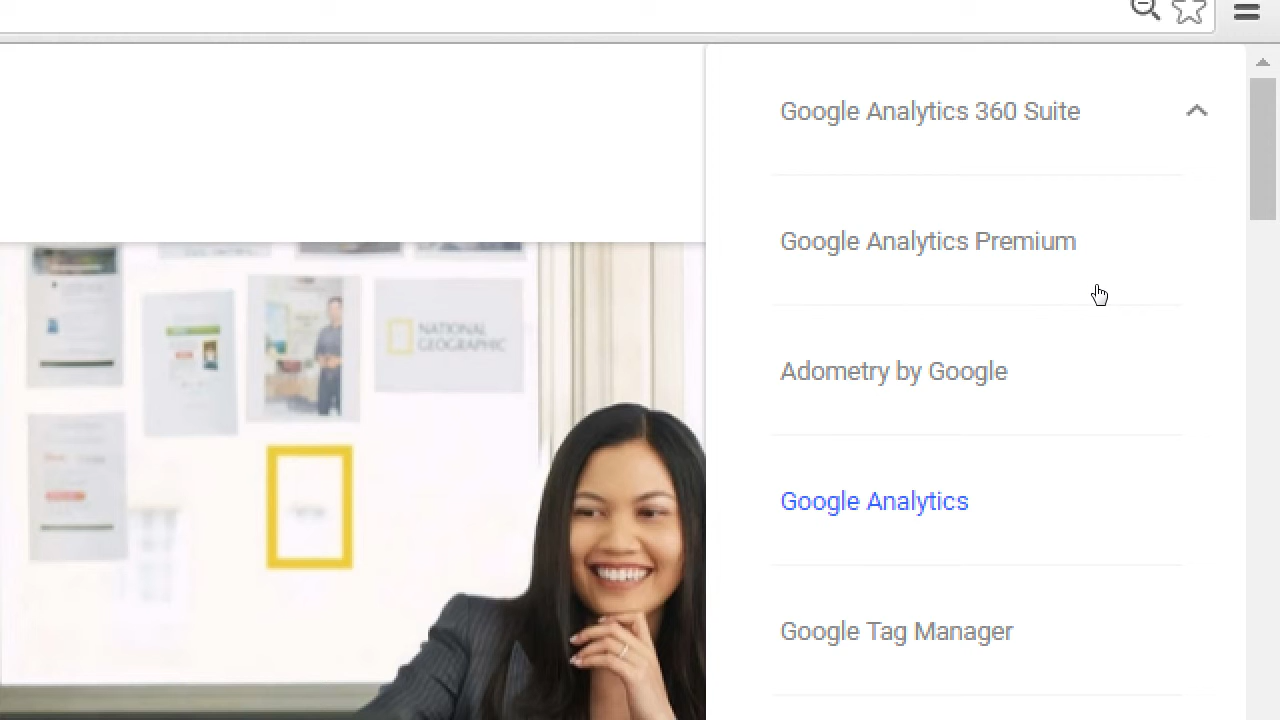 Google Analytics 360 Suite
Google Analytics Premium
Adometry by Google
Google Analytics
Google Tag Manager
NATIONAL
GEOGRAPHIC